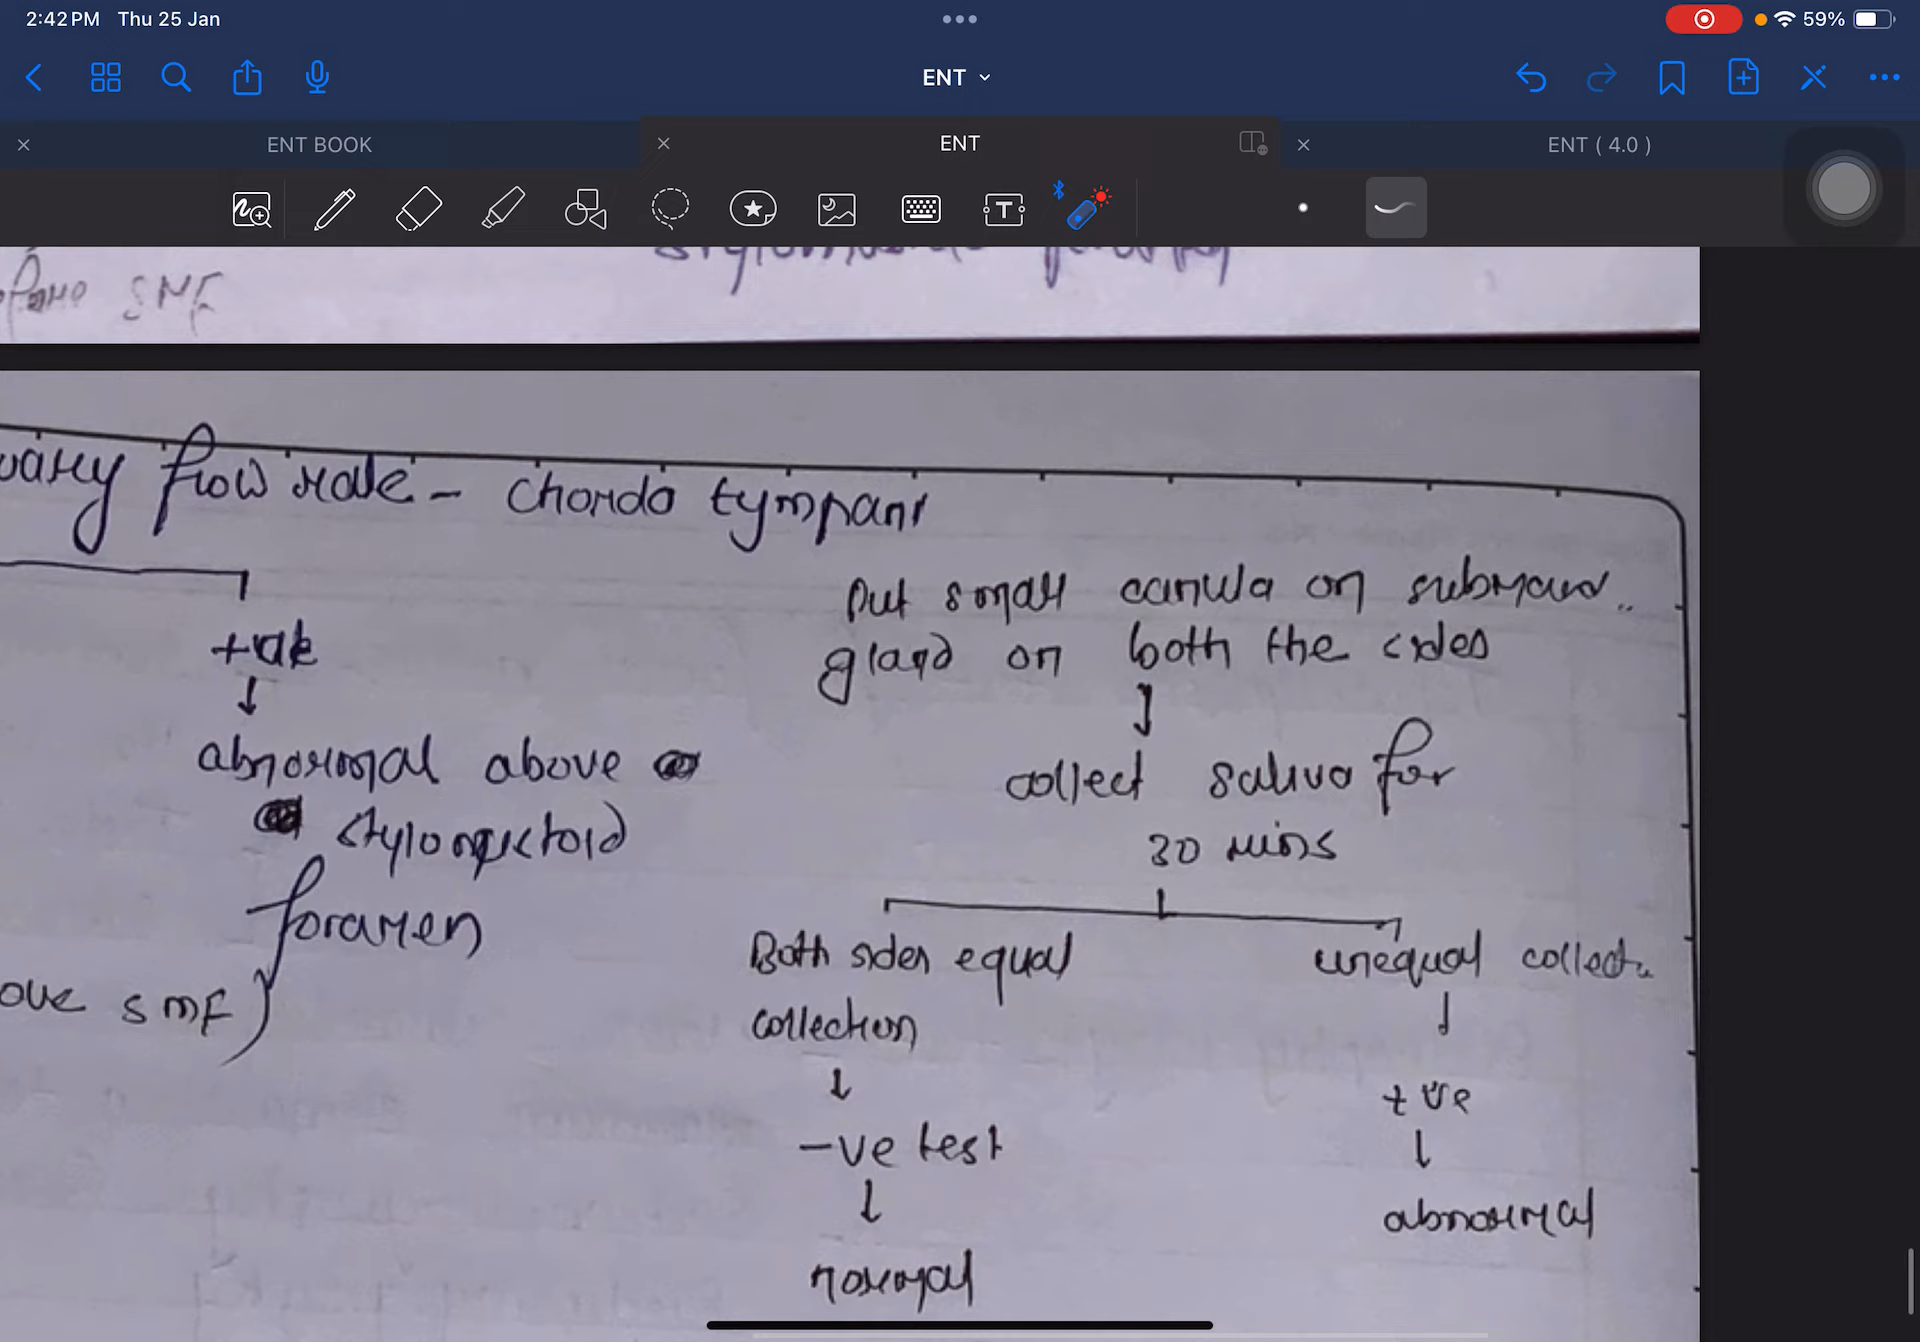 2:42 PM Thu 25 Jan
59%
ENT
ENT BOOK
ENT
ENT ( 4.0 )
T
SMF
flow rate - chorda tympani
Put small canula on submand..
gland on both the sides
collect saliva for
30 mins
+ve
abnormal above
stylomastoid
foramen
ove SMF)
Both sides equal
collection
-ve test
normal
unequal collectn
+ve
abnormal